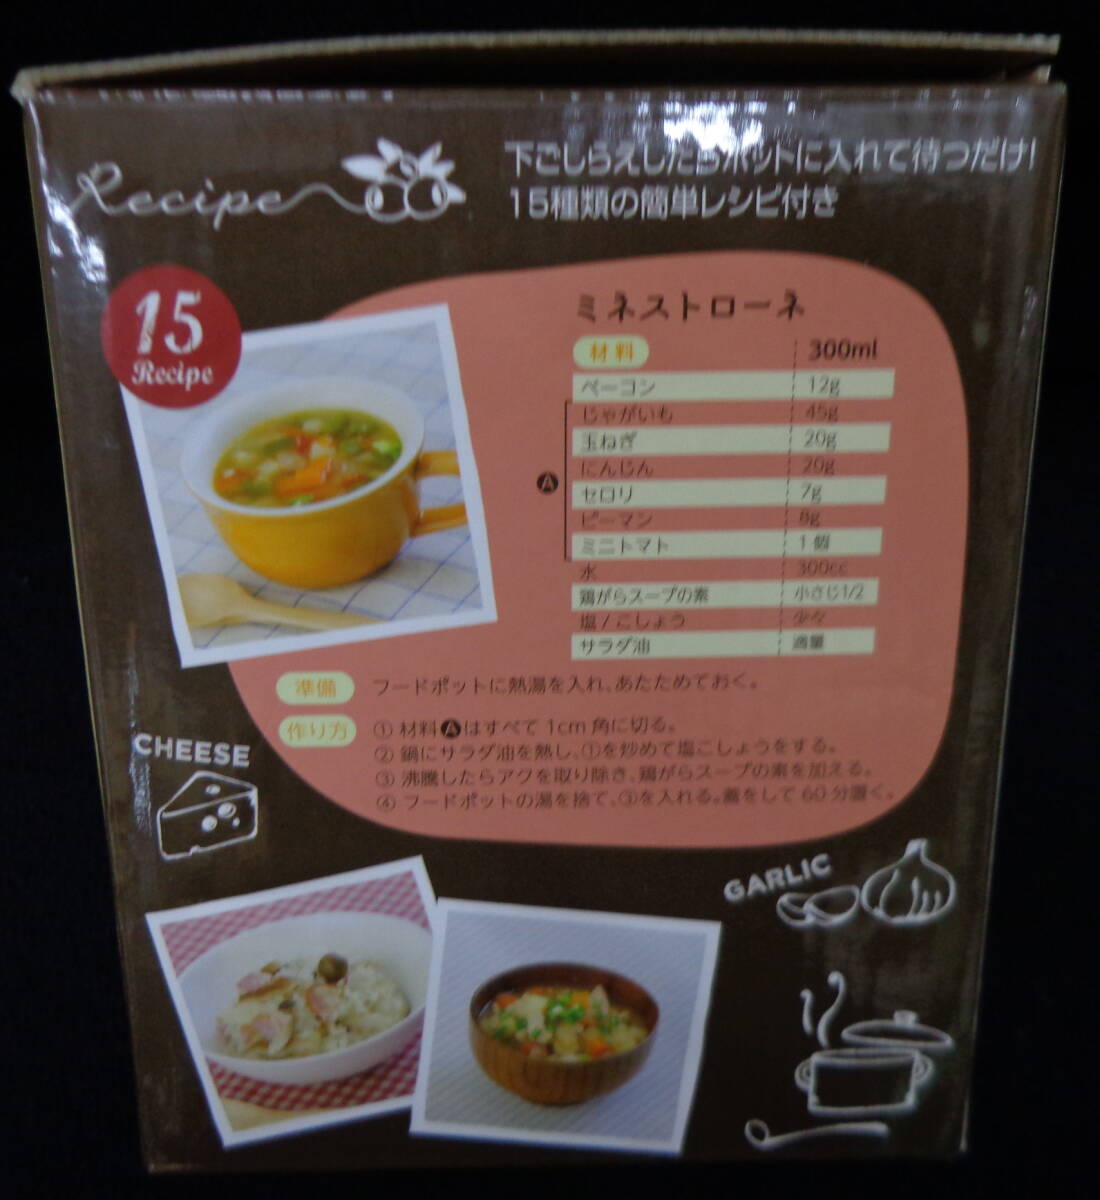 Recipe
下ごしらえしたらポットに入れて待つだけ!
15種類の簡単レシピ付き
15
Recipe
ミネストローネ
材料 300ml
ベーコン 12g
じゃがいも 45g
玉ねぎ 20g
にんじん 20g
セロリ 7g
ピーマン 8g
ミニトマト 1個
A
水 300cc
鶏がらスープの素 小さじ1/2
塩/こしょう 少々
サラダ油 適量
準備 フードポットに熱湯を入れ、あたためておく。
作り方 ① 材料Aはすべて1cm角に切る。
② 鍋にサラダ油を熱し、①を炒めて塩こしょうをする。
③ 沸騰したらアクを取り除き、鶏がらスープの素を加える。
④ フードポットの湯を捨て、③を入れる。蓋をして60分置く。
CHEESE
GARLIC